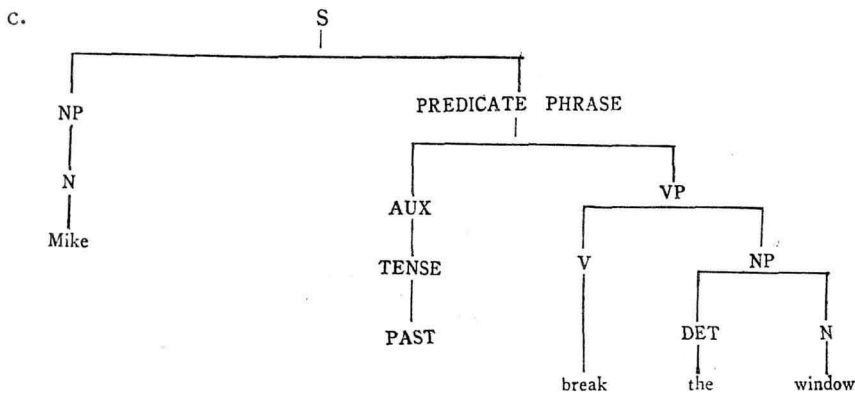 c. S
PREDICATE PHRASE
NP
N VP
AUX
Mike
V NP
TENSE
PAST DET N
break the window